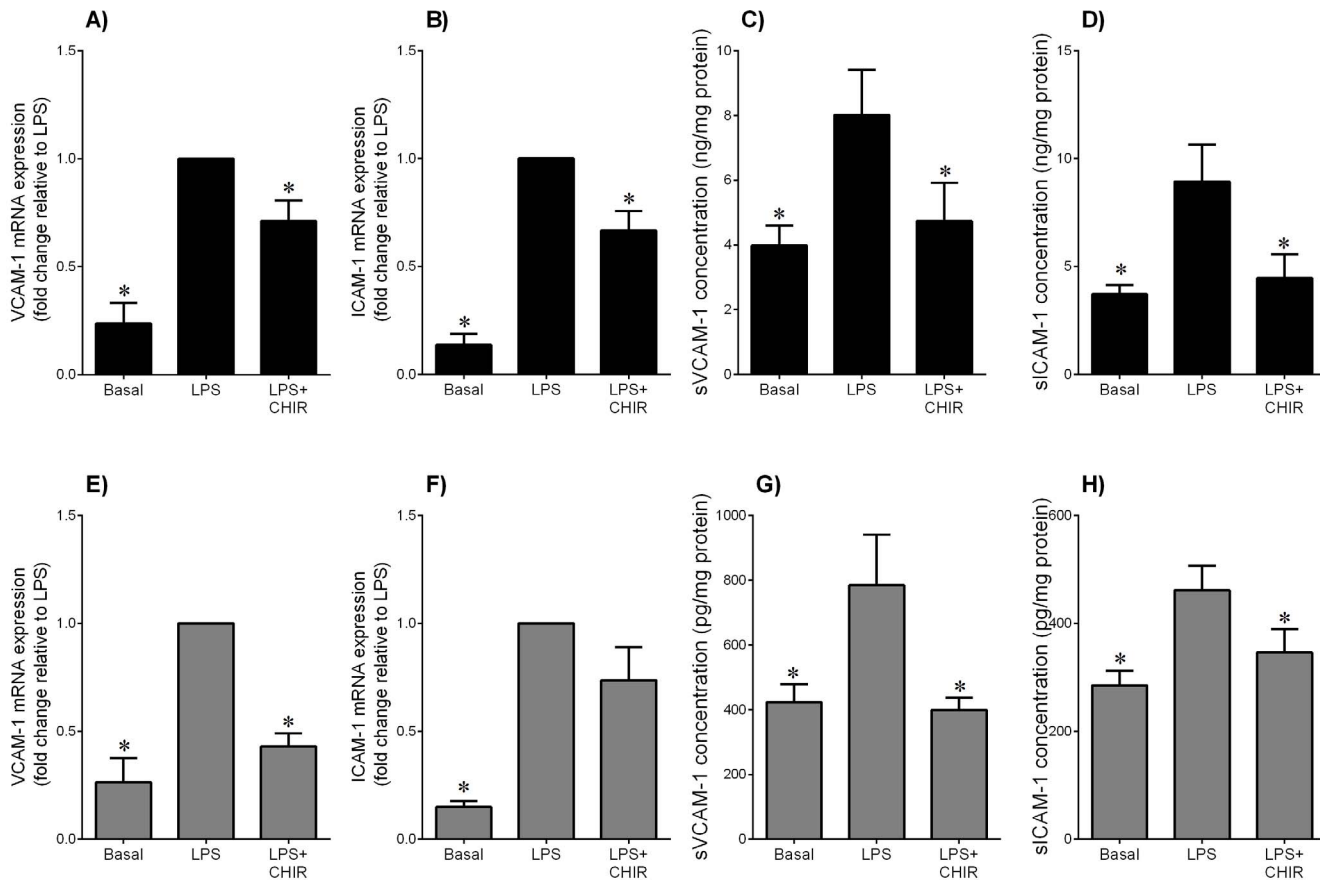 A)
VCAM-1 mRNA expression
(fold change relative to LPS)
1.5
1.0
0.5
0.0
*
*
Basal
LPS
LPS+
CHIR
B)
ICAM-1 mRNA expression
(fold change relative to LPS)
1.5
1.0
0.5
0.0
*
*
Basal
LPS
LPS+
CHIR
C)
sVCAM-1 concentration (ng/mg protein)
10
8
6
4
2
0
*
*
Basal
LPS
LPS+
CHIR
D)
sICAM-1 concentration (ng/mg protein)
15
10
5
0
*
*
Basal
LPS
LPS+
CHIR
E)
VCAM-1 mRNA expression
(fold change relative to LPS)
1.5
1.0
0.5
0.0
*
*
Basal
LPS
LPS+
CHIR
F)
ICAM-1 mRNA expression
(fold change relative to LPS)
1.5
1.0
0.5
0.0
*
Basal
LPS
LPS+
CHIR
G)
sVCAM-1 concentration (pg/mg protein)
1000
800
600
400
200
0
*
*
Basal
LPS
LPS+
CHIR
H)
sICAM-1 concentration (pg/mg protein)
600
400
200
0
*
*
Basal
LPS
LPS+
CHIR